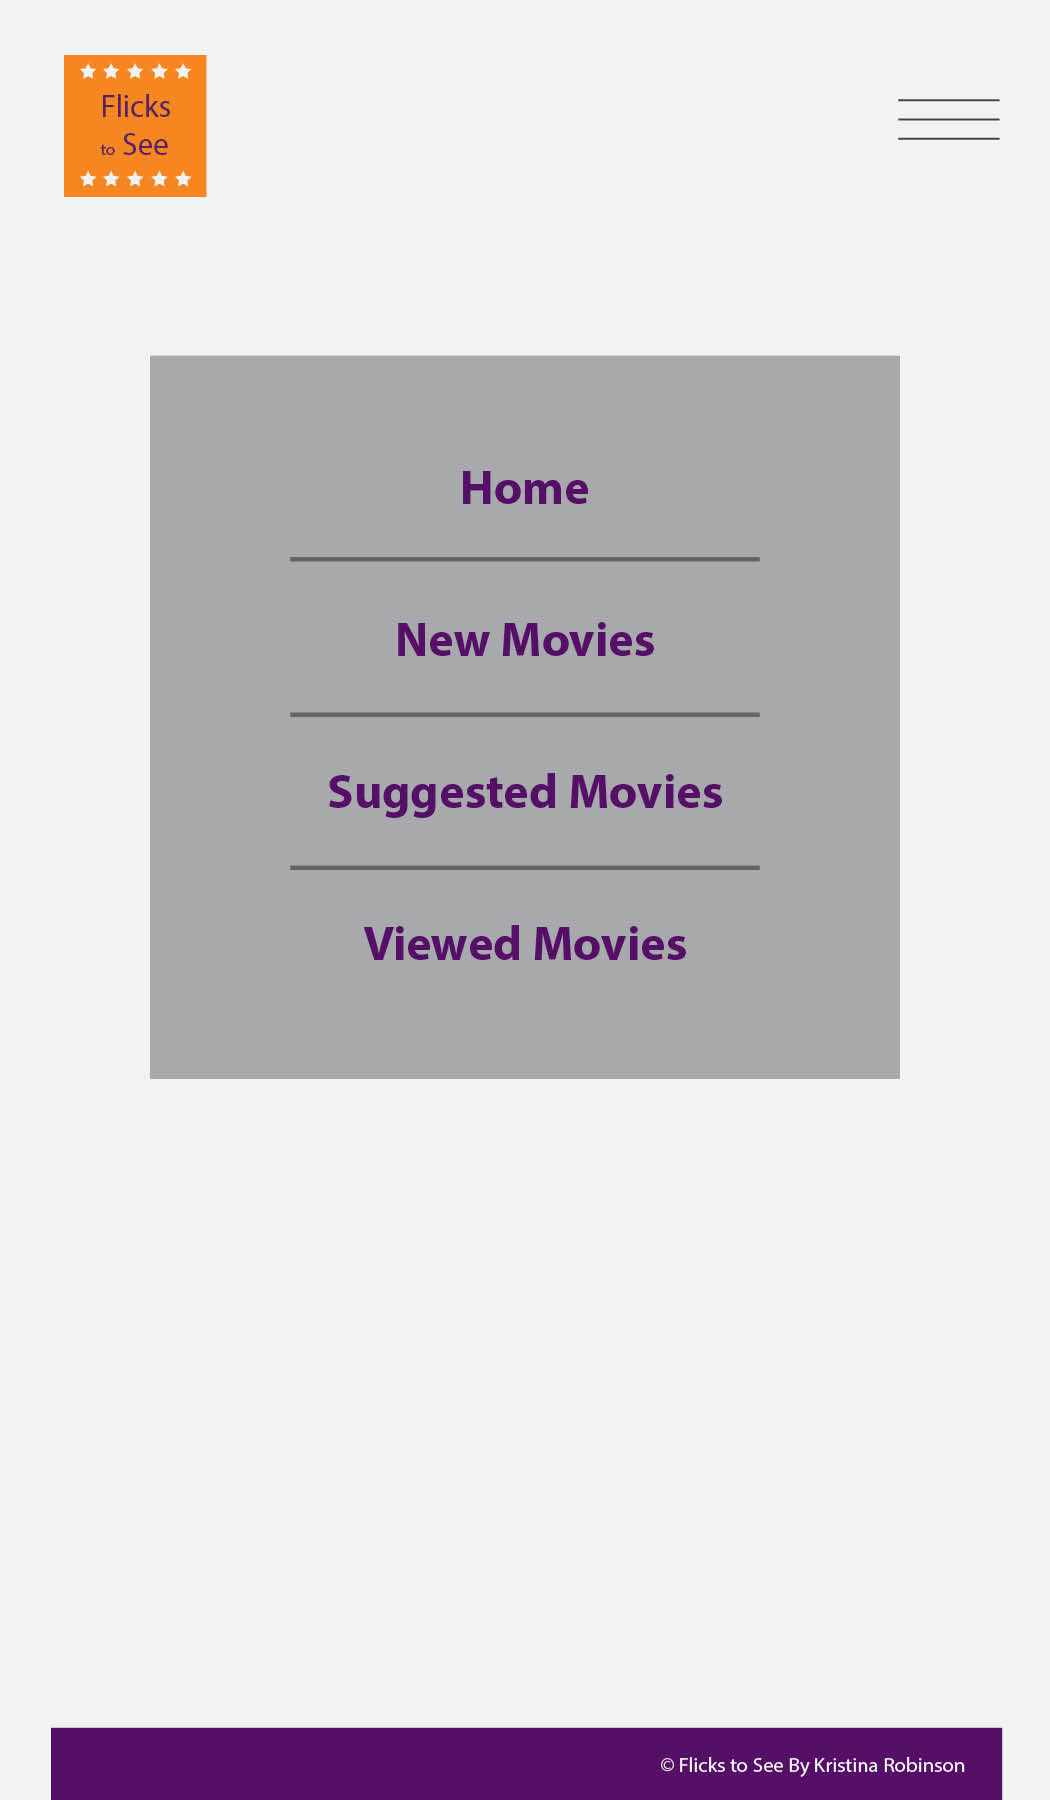 Flicks
to See
Home
New Movies
Suggested Movies
Viewed Movies
© Flicks to See By Kristina Robinson